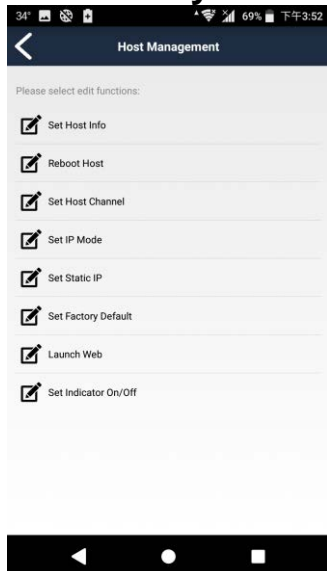 34°
69% 下午3:52
Host Management
Please select edit functions:
Set Host Info
Reboot Host
Set Host Channel
Set IP Mode
Set Static IP
Set Factory Default
Launch Web
Set Indicator On/Off